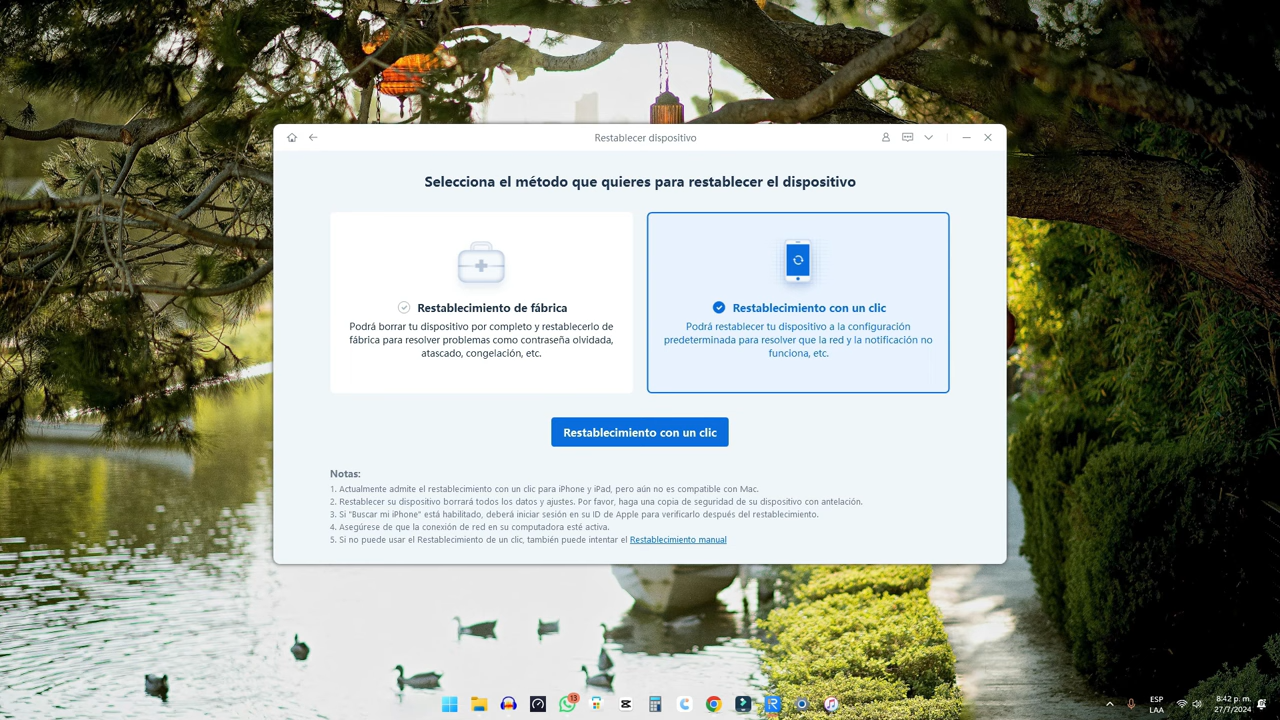 Restablecer dispositivo
Selecciona el método que quieres para restablecer el dispositivo
Restablecimiento de fábrica
Podrá borrar tu dispositivo por completo y restablecerlo de
fábrica para resolver problemas como contraseña olvidada,
atascado, congelación, etc.
Restablecimiento con un clic
Podrá restablecer tu dispositivo a la configuración
predeterminada para resolver que la red y la notificación no
funciona, etc.
Restablecimiento con un clic
Notas:
1. Actualmente admite el restablecimiento con un clic para iPhone y iPad, pero aún no es compatible con Mac.
2. Restablecer su dispositivo borrará todos los datos y ajustes. Por favor, haga una copia de seguridad de su dispositivo con antelación.
3. Si "Buscar mi iPhone" está habilitado, deberá iniciar sesión en su ID de Apple para verificarlo después del restablecimiento.
4. Asegúrese de que la conexión de red en su computadora esté activa.
5. Si no puede usar el Restablecimiento de un clic, también puede intentar el Restablecimiento manual
13
ESP
LAA
8:42 p. m.
27/7/2024